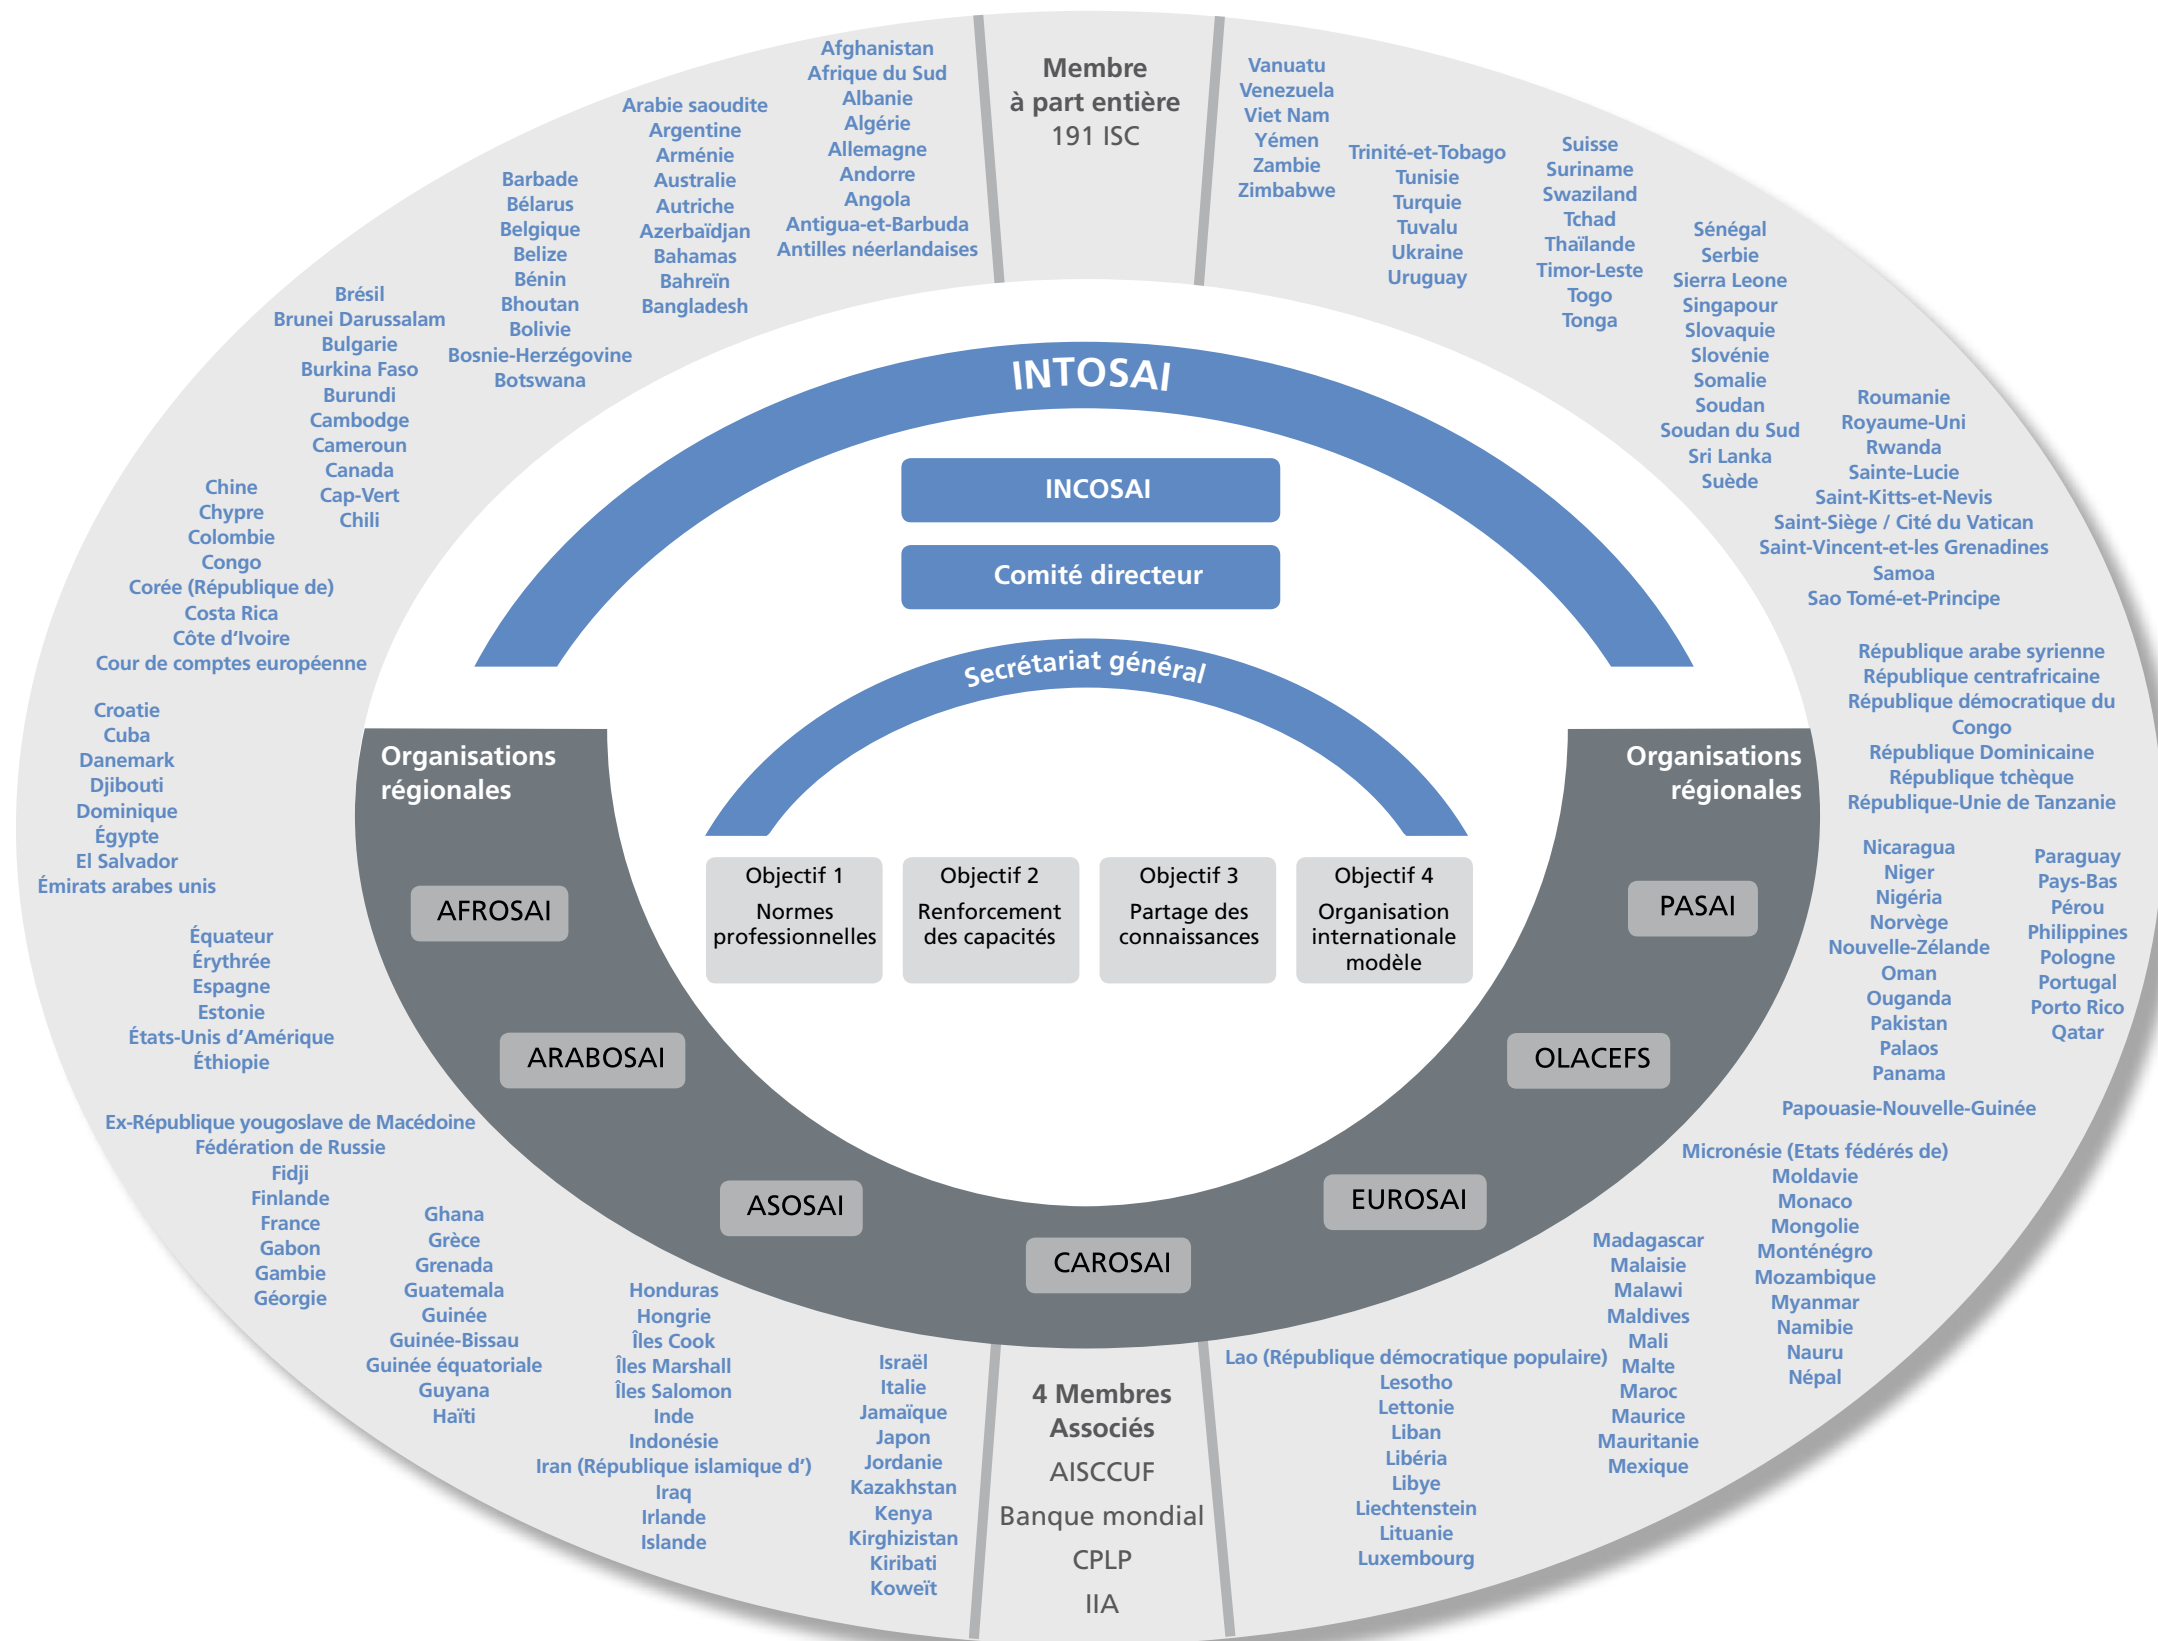 Membre
à part entière
191 ISC
Afghanistan
Afrique du Sud
Albanie
Algérie
Allemagne
Andorre
Angola
Antigua-et-Barbuda
Antilles néerlandaises
Arabie saoudite
Argentine
Arménie
Australie
Autriche
Azerbaïdjan
Bahamas
Bahreïn
Bangladesh
Barbade
Bélarus
Belgique
Belize
Bénin
Bhoutan
Bolivie
Bosnie-Herzégovine
Botswana
Brésil
Brunei Darussalam
Bulgarie
Burkina Faso
Burundi
Cambodge
Cameroun
Canada
Cap-Vert
Chili
Chine
Chypre
Colombie
Congo
Corée (République de)
Costa Rica
Côte d‘Ivoire
Cour de comptes européenne
Croatie
Cuba
Danemark
Djibouti
Dominique
Égypte
El Salvador
Émirats arabes unis
Équateur
Érythrée
Espagne
Estonie
États-Unis d’Amérique
Éthiopie
Ex-République yougoslave de Macédoine
Fédération de Russie
Fidji
Finlande
France
Gabon
Gambie
Géorgie
Ghana
Grèce
Grenada
Guatemala
Guinée
Guinée-Bissau
Guinée équatoriale
Guyana
Haïti
Honduras
Hongrie
Îles Cook
Îles Marshall
Îles Salomon
Inde
Indonésie
Iran (République islamique d’)
Iraq
Irlande
Islande
Israël
Italie
Jamaïque
Japon
Jordanie
Kazakhstan
Kenya
Kirghizistan
Kiribati
Koweït
4 Membres
Associés
AISCCUF
Banque mondial
CPLP
IIA
Lao (République démocratique populaire)
Lesotho
Lettonie
Liban
Libéria
Libye
Liechtenstein
Lituanie
Luxembourg
Madagascar
Malaisie
Malawi
Maldives
Mali
Malte
Maroc
Maurice
Mauritanie
Mexique
Micronésie (Etats fédérés de)
Moldavie
Monaco
Mongolie
Monténégro
Mozambique
Myanmar
Namibie
Nauru
Népal
Nicaragua
Niger
Nigéria
Norvège
Nouvelle-Zélande
Oman
Ouganda
Pakistan
Palaos
Panama
Papouasie-Nouvelle-Guinée
Paraguay
Pays-Bas
Pérou
Philippines
Pologne
Portugal
Porto Rico
Qatar
République arabe syrienne
République centrafricaine
République démocratique du
Congo
République Dominicaine
République tchèque
République-Unie de Tanzanie
Roumanie
Royaume-Uni
Rwanda
Sainte-Lucie
Saint-Kitts-et-Nevis
Saint-Siège / Cité du Vatican
Saint-Vincent-et-les Grenadines
Samoa
Sao Tomé-et-Principe
Sénégal
Serbie
Sierra Leone
Singapour
Slovaquie
Slovénie
Somalie
Soudan
Soudan du Sud
Sri Lanka
Suède
Suisse
Suriname
Swaziland
Tchad
Thaïlande
Timor-Leste
Togo
Tonga
Trinité-et-Tobago
Tunisie
Turquie
Tuvalu
Ukraine
Uruguay
Vanuatu
Venezuela
Viet Nam
Yémen
Zambie
Zimbabwe
INTOSAI
INCOSAI
Comité directeur
Secrétariat général
Objectif 1
Normes
professionnelles
Objectif 2
Renforcement
des capacités
Objectif 3
Partage des
connaissances
Objectif 4
Organisation
internationale
modèle
Organisations
régionales
AFROSAI
ARABOSAI
ASOSAI
CAROSAI
EUROSAI
OLACEFS
PASAI
Organisations
régionales